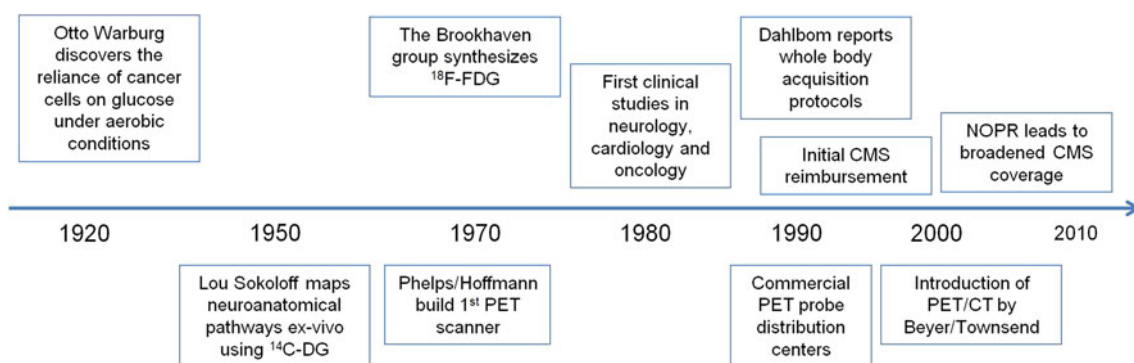 Otto Warburg
discovers the
reliance of cancer
cells on glucose
under aerobic
conditions
The Brookhaven
group synthesizes
¹⁸F-FDG
First clinical
studies in
neurology,
cardiology and
oncology
Dahlbom reports
whole body
acquisition
protocols
Initial CMS
reimbursement
NOPR leads to
broadened CMS
coverage
1920
1950
1970
1980
1990
2000
2010
Lou Sokoloff maps
neuroanatomical
pathways ex-vivo
using ¹⁴C-DG
Phelps/Hoffmann
build 1ˢᵗ PET
scanner
Commercial
PET probe
distribution
centers
Introduction of
PET/CT by
Beyer/Townsend